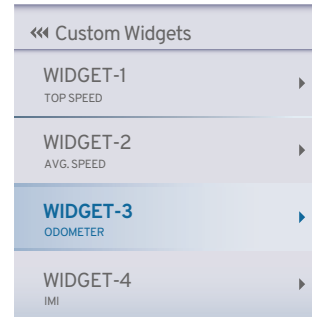 Custom Widgets
WIDGET-1
TOP SPEED
WIDGET-2
AVG. SPEED
WIDGET-3
ODOMETER
WIDGET-4
IMI